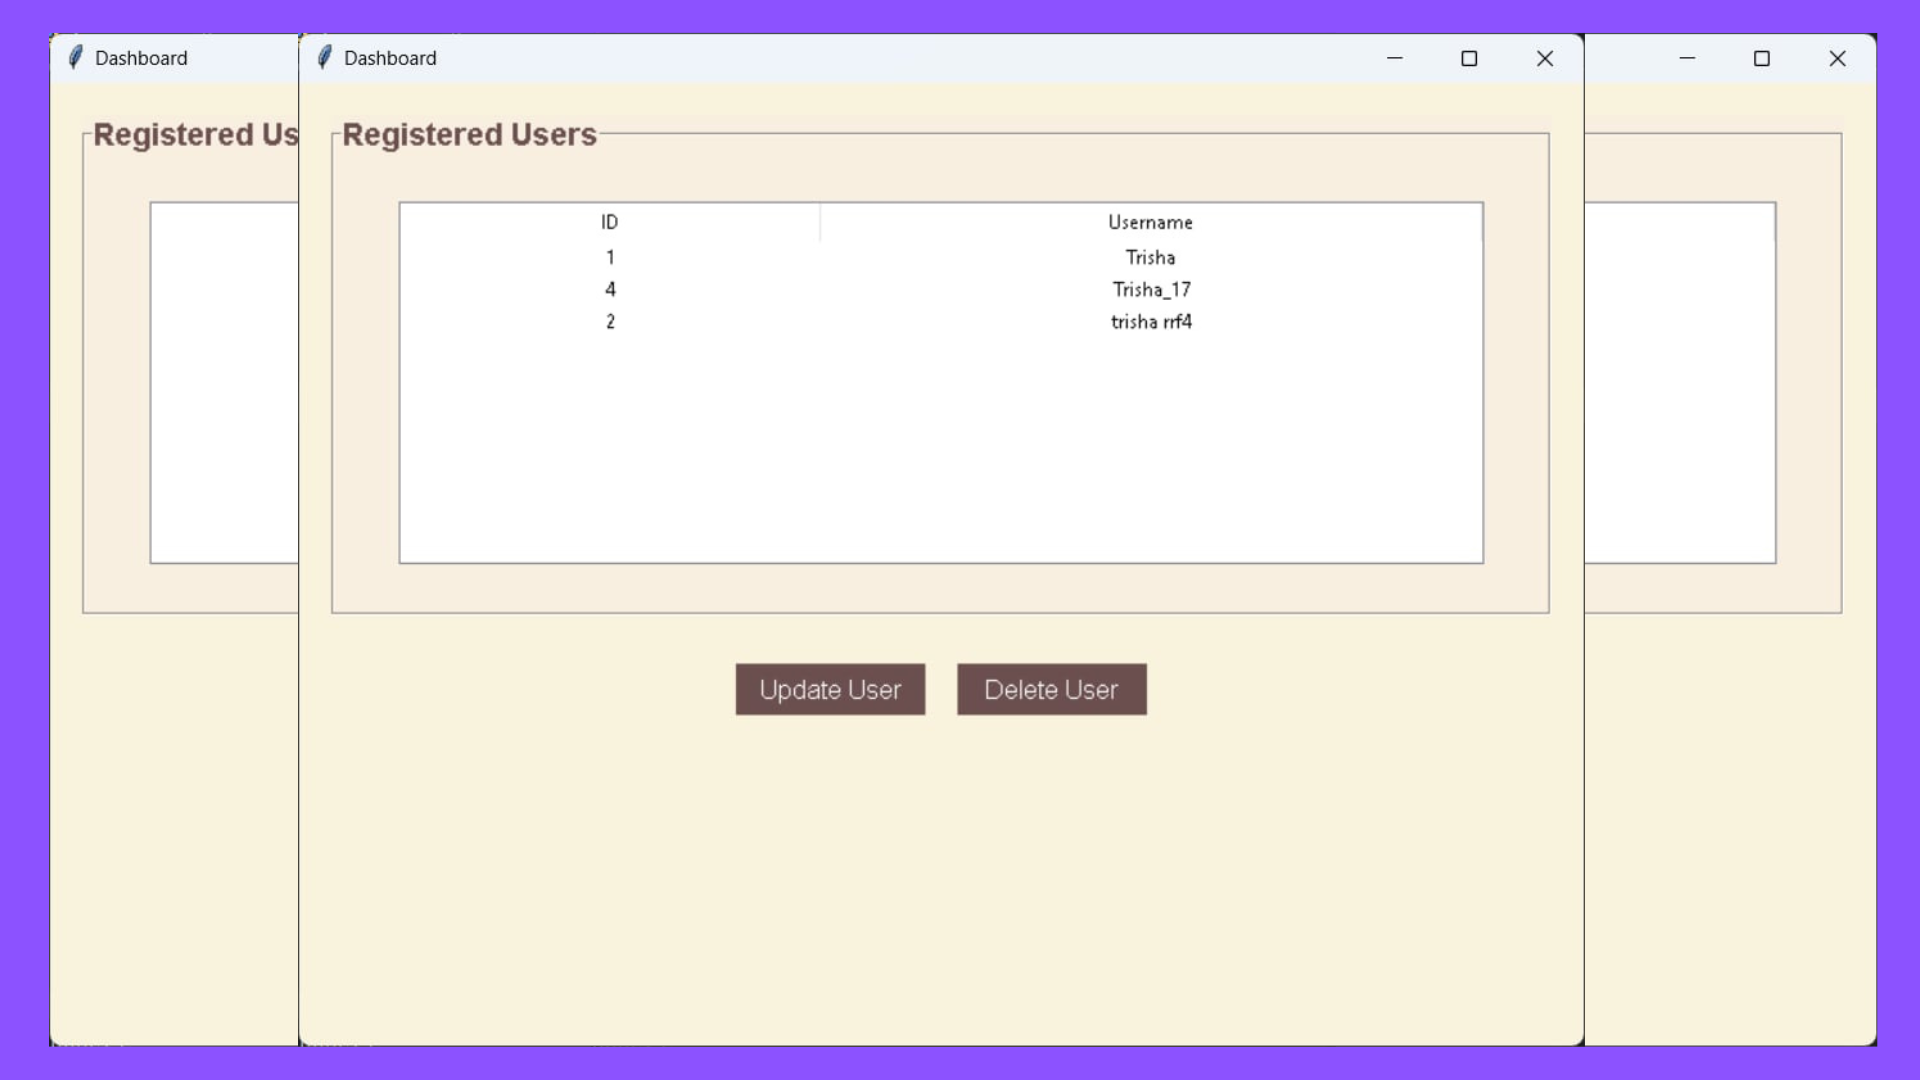 Dashboard
Registered Us
Dashboard
Registered Users
ID Username
1 Trisha
4 Trisha_17
2 trisha rrf4
Update User Delete User